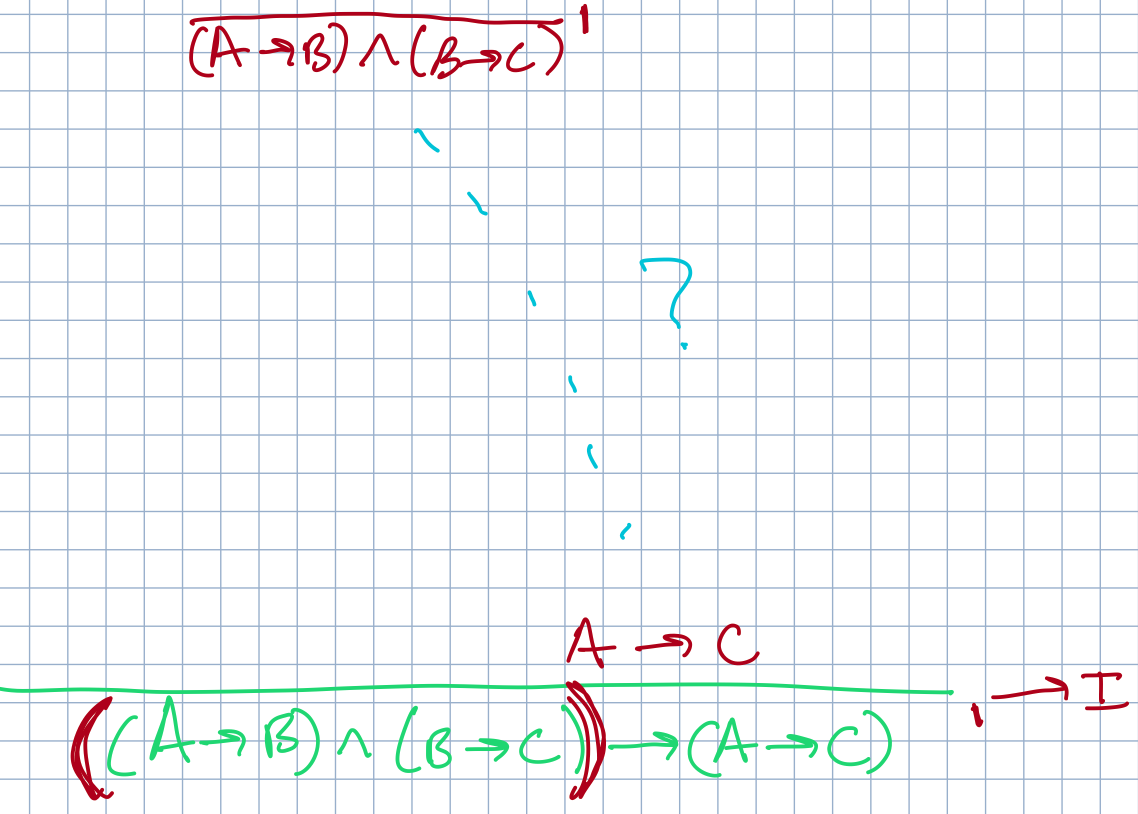 (A→B)∧(B→C) 1
?
A → C
((A→B)∧(B→C))→(A→C) 1 → I